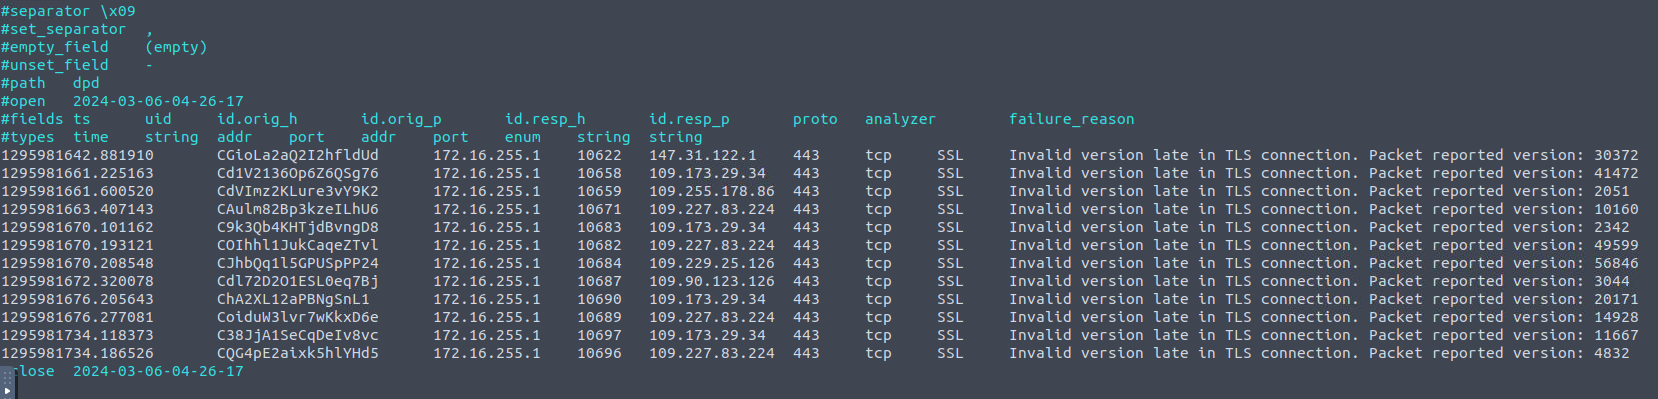 #separator \x09
#set_separator ,
#empty_field (empty)
#unset_field -
#path dpd
#open 2024-03-06-04-26-17
#fields ts uid id.orig_h id.orig_p id.resp_h id.resp_p proto analyzer failure_reason
#types time string addr port addr port enum string string
1295981642.881910 CGioLa2aQ2I2hfldUd 172.16.255.1 10622 147.31.122.1 443 tcp SSL Invalid version late in TLS connection. Packet reported version: 30372
1295981661.225163 Cd1V2136Op6Z6QSg76 172.16.255.1 10658 109.173.29.34 443 tcp SSL Invalid version late in TLS connection. Packet reported version: 41472
1295981661.600520 CdVImz2KLure3vY9K2 172.16.255.1 10659 109.255.178.86 443 tcp SSL Invalid version late in TLS connection. Packet reported version: 2051
1295981663.407143 CAulm82Bp3kzeILhU6 172.16.255.1 10671 109.227.83.224 443 tcp SSL Invalid version late in TLS connection. Packet reported version: 10160
1295981670.101162 C9k3Qb4KHTjdBvngD8 172.16.255.1 10683 109.173.29.34 443 tcp SSL Invalid version late in TLS connection. Packet reported version: 2342
1295981670.193121 COIhhl1JukCaqeZTvl 172.16.255.1 10682 109.227.83.224 443 tcp SSL Invalid version late in TLS connection. Packet reported version: 49599
1295981670.208548 CJhbQq1l5GPUSpPP24 172.16.255.1 10684 109.229.25.126 443 tcp SSL Invalid version late in TLS connection. Packet reported version: 56846
1295981672.320078 Cdl72D2O1ESL0eq7Bj 172.16.255.1 10687 109.90.123.126 443 tcp SSL Invalid version late in TLS connection. Packet reported version: 3044
1295981676.205643 ChA2XL12aPBNgSnL1 172.16.255.1 10690 109.173.29.34 443 tcp SSL Invalid version late in TLS connection. Packet reported version: 20171
1295981676.277081 CoiduW3lvr7wKkxD6e 172.16.255.1 10689 109.227.83.224 443 tcp SSL Invalid version late in TLS connection. Packet reported version: 14928
1295981734.118373 C38JjA1SeCqDeIv8vc 172.16.255.1 10697 109.173.29.34 443 tcp SSL Invalid version late in TLS connection. Packet reported version: 11667
1295981734.186526 CQG4pE2aixk5hlYHd5 172.16.255.1 10696 109.227.83.224 443 tcp SSL Invalid version late in TLS connection. Packet reported version: 4832
close 2024-03-06-04-26-17